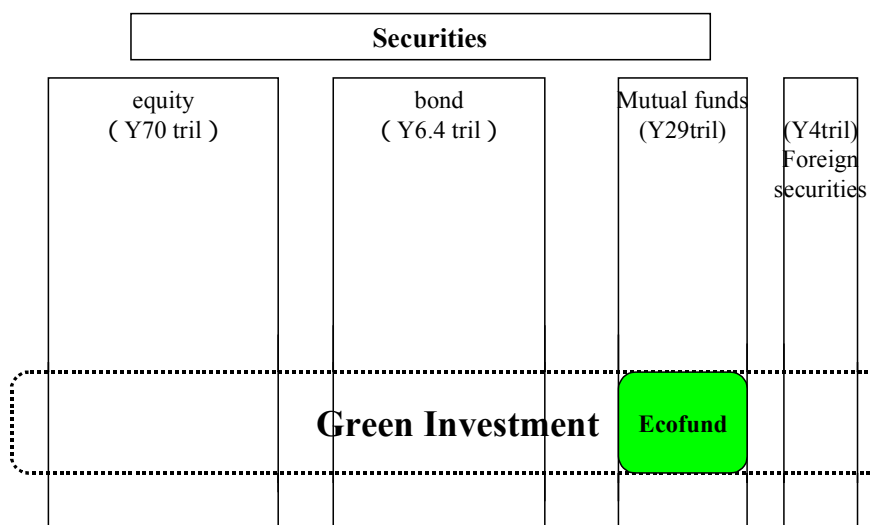 Securities
equity
( Y70 tril )
bond
( Y6.4 tril )
Mutual funds
(Y29tril)
(Y4tril)
Foreign
securities
Green Investment
Ecofund